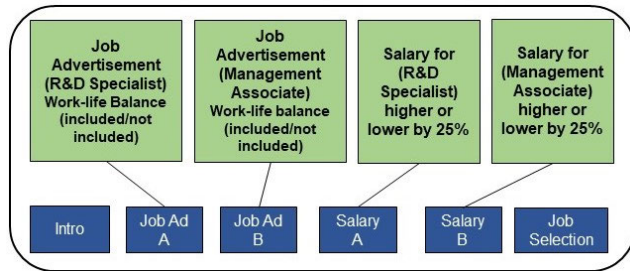 Job
Advertisement
(R&D Specialist)
Work-life Balance
(included/not
included)
Job
Advertisement
(Management
Associate)
Work-life balance
(included/not
included)
Salary for
(R&D
Specialist)
higher or
lower by 25%
Salary for
(Management
Associate)
higher or
lower by 25%
Intro
Job Ad
A
Job Ad
B
Salary
A
Salary
B
Job
Selection